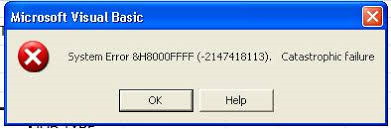 Microsoft Visual Basic
System Error &H8000FFFF (-2147418113). Catastrophic failure
OK
Help